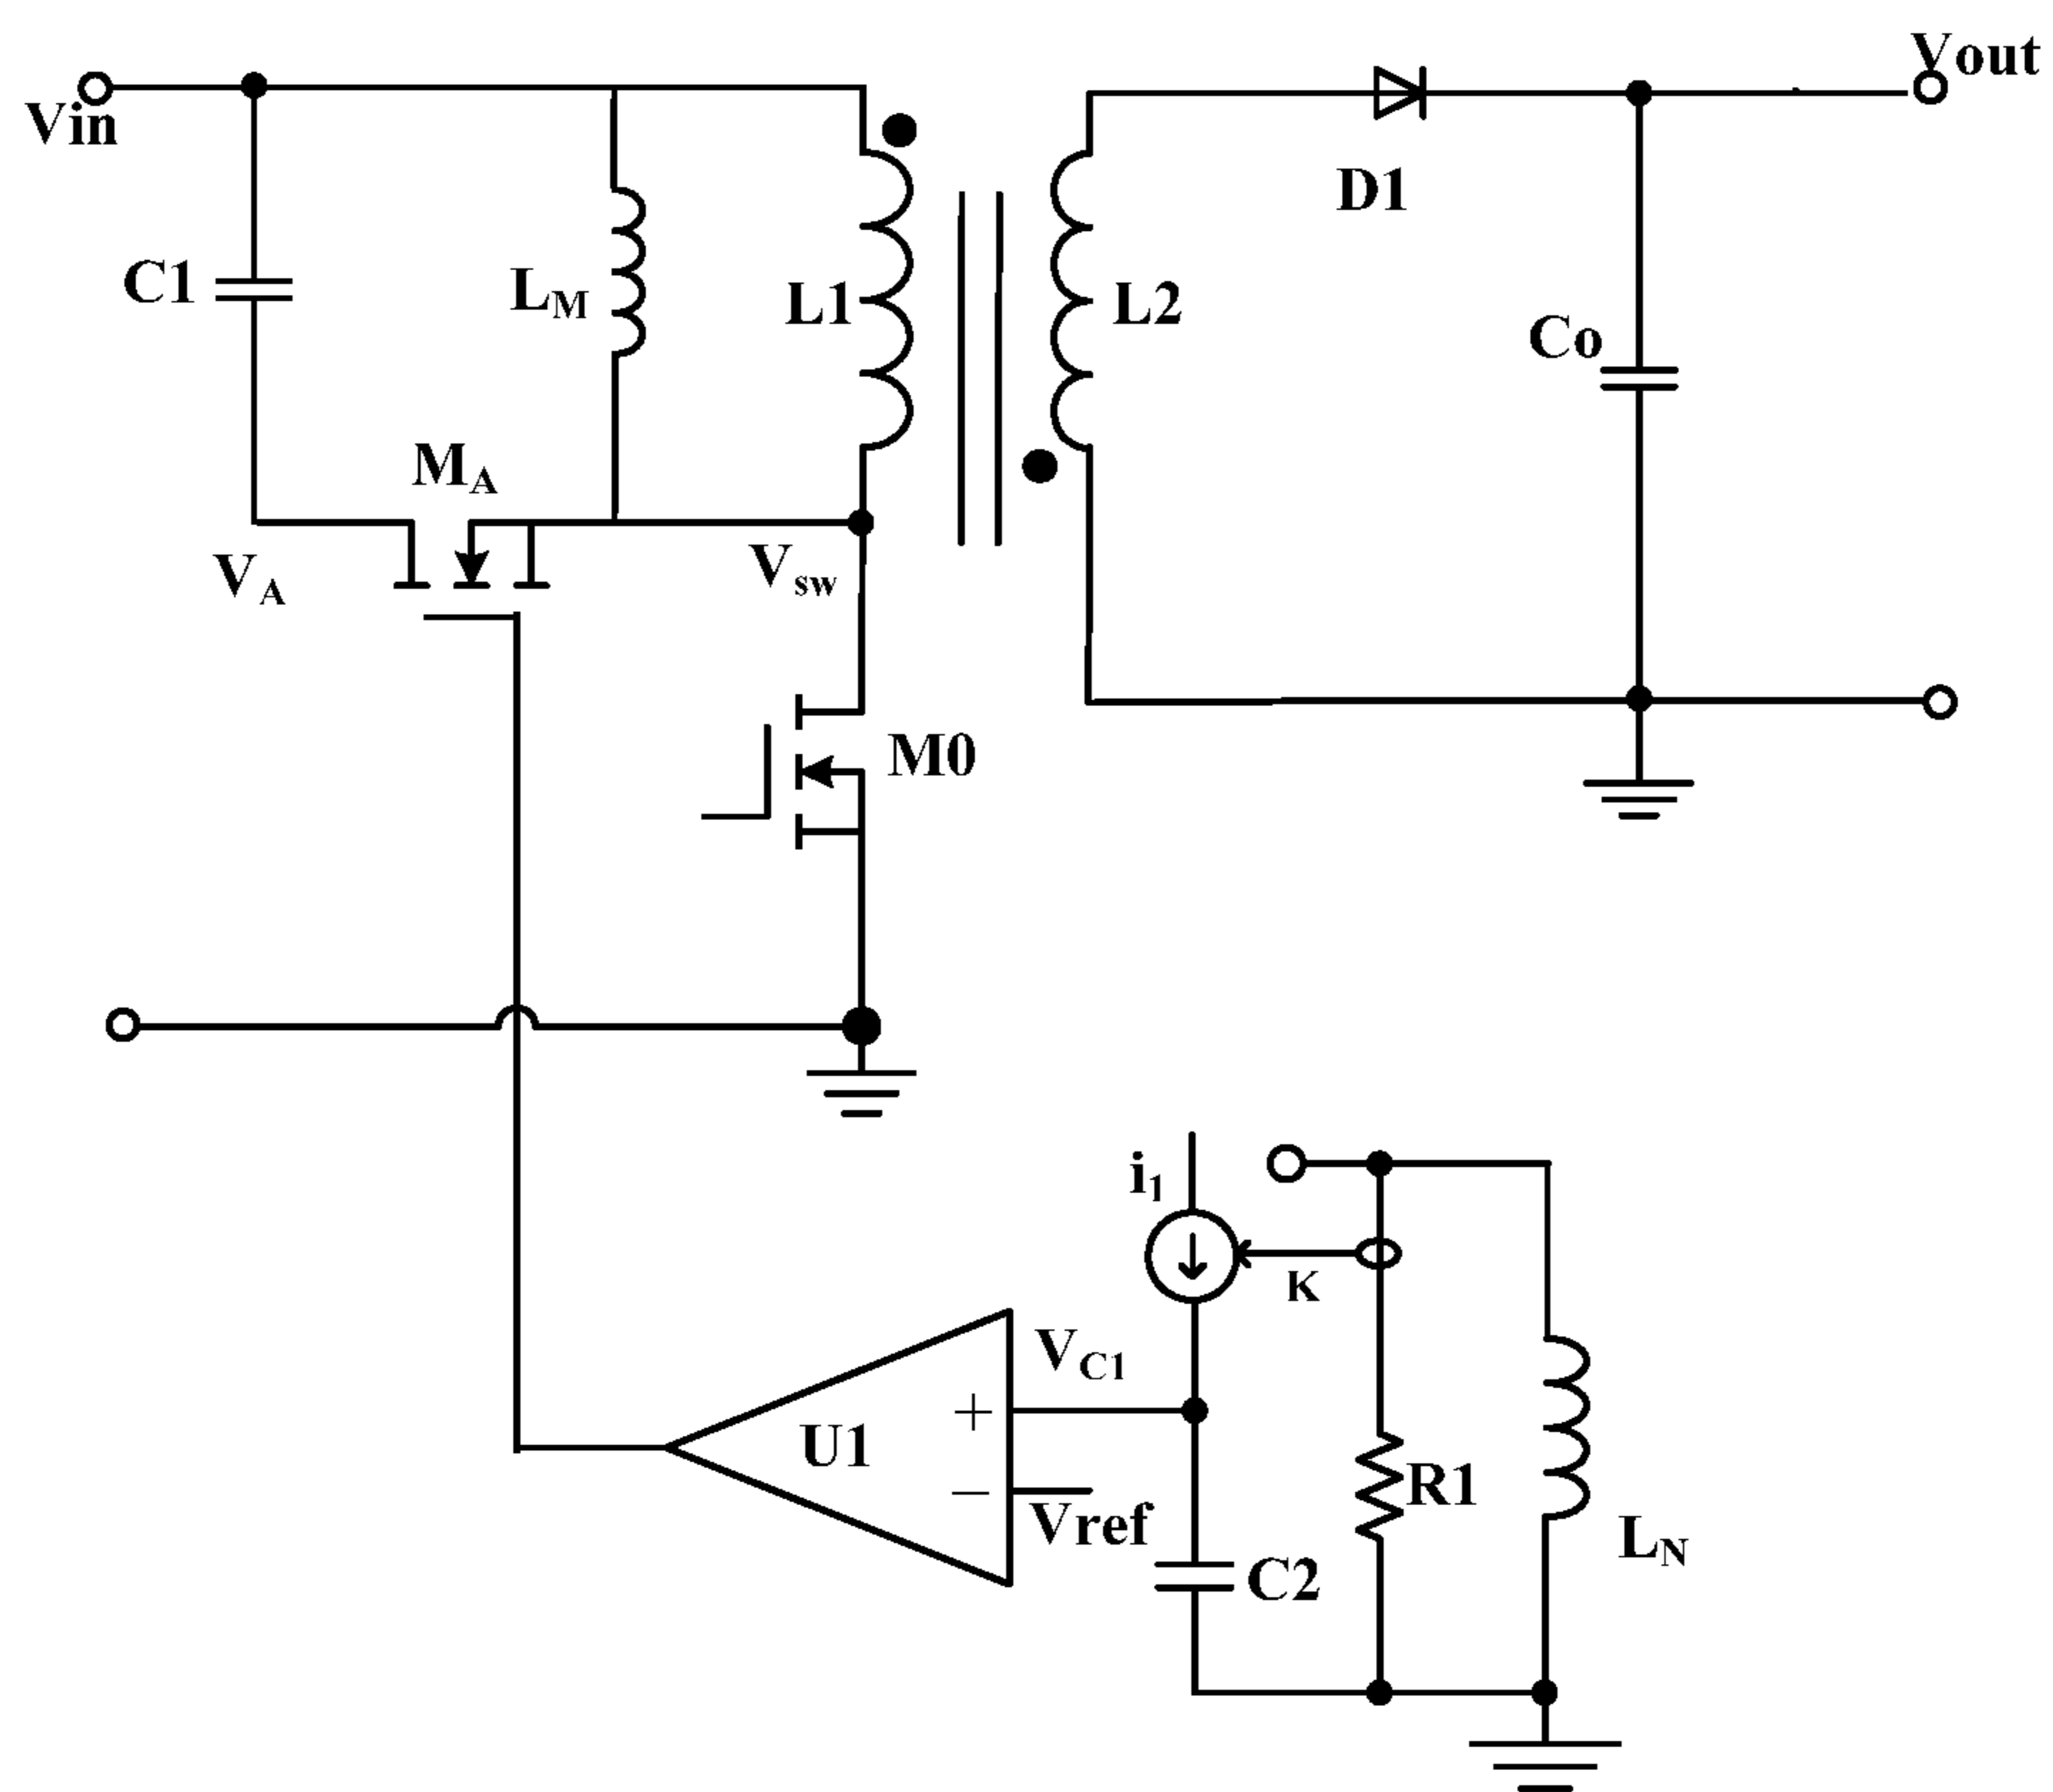 Vout
Vin
D1
C1
LM
L1
L2
Co
MA
VA
Vsw
M0
i1
K
VC1
+
U1
R1
−
Vref
LN
C2